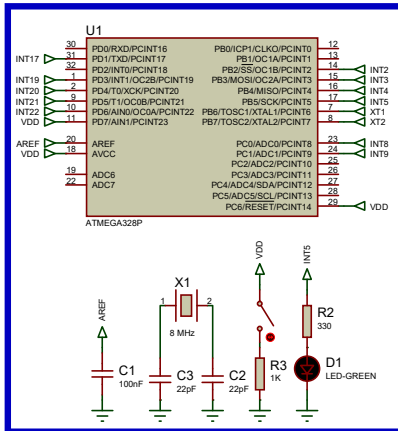 U1
30 PD0/RXD/PCINT16 PB0/ICP1/CLKO/PCINT0 12
INT17 31 PD1/TXD/PCINT17 PB1/OC1A/PCINT1 13
32 PD2/INT0/PCINT18 PB2/SS/OC1B/PCINT2 14 INT2
INT19 1 PD3/INT1/OC2B/PCINT19 PB3/MOSI/OC2A/PCINT3 15 INT3
INT20 2 PD4/T0/XCK/PCINT20 PB4/MISO/PCINT4 16 INT4
INT21 9 PD5/T1/OC0B/PCINT21 PB5/SCK/PCINT5 17 INT5
INT22 10 PD6/AIN0/OC0A/PCINT22 PB6/TOSC1/XTAL1/PCINT6 7 XT1
VDD 11 PD7/AIN1/PCINT23 PB7/TOSC2/XTAL2/PCINT7 8 XT2
AREF 20 AREF PC0/ADC0/PCINT8 23 INT8
VDD 18 AVCC PC1/ADC1/PCINT9 24 INT9
PC2/ADC2/PCINT10 25
19 ADC6 PC3/ADC3/PCINT11 26
22 ADC7 PC4/ADC4/SDA/PCINT12 27
PC5/ADC5/SCL/PCINT13 28
PC6/RESET/PCINT14 29 VDD
ATMEGA328P
AREF
C1
100nF
X1
1 2
8 MHz
C3
22pF
C2
22pF
VDD
R3
1K
INT5
R2
330
D1
LED-GREEN